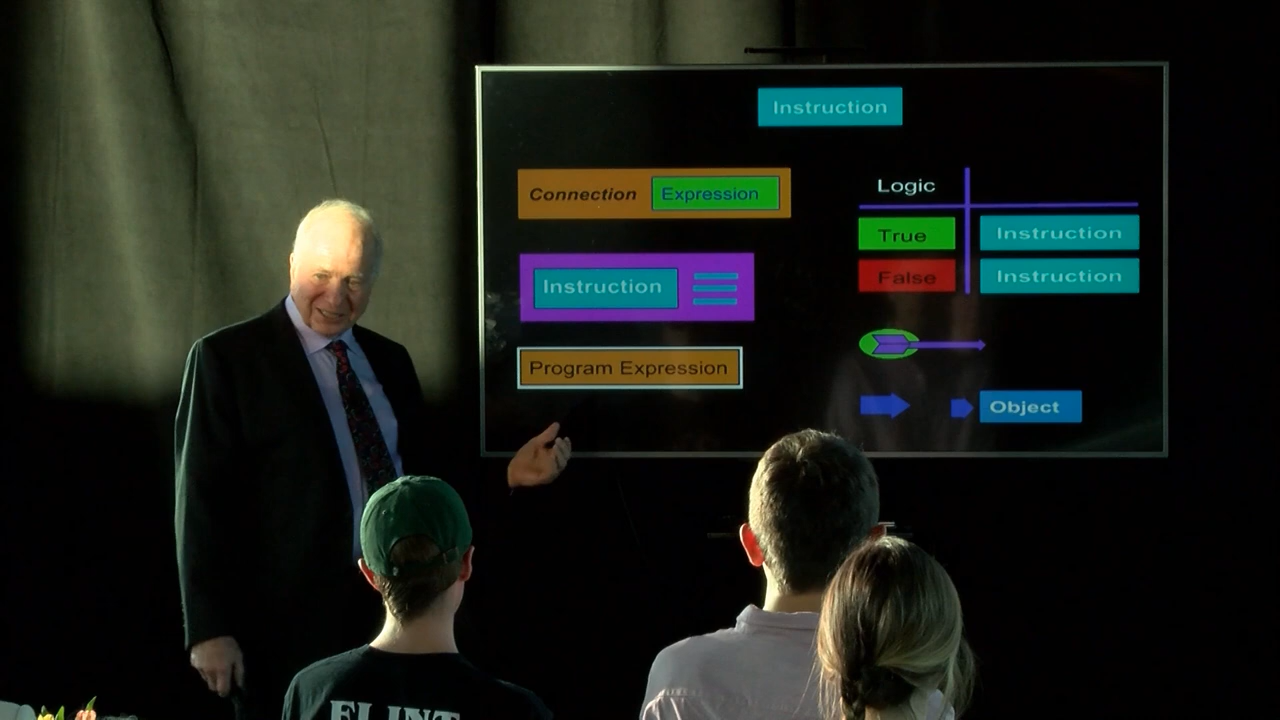 Instruction
Connection Expression
Instruction
Program Expression
Logic
True Instruction
False Instruction
Object
FLINT